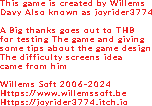 This game is created by Willems
Davy Also known as joyrider3774
A Big thanks goes out to THB
for testing The game and giving
some tips about the game design
The difficulty screens idea
came from him
Willems Soft 2006-2024
Https://www.willemssoft.be
Https://joyrider3774.itch.io